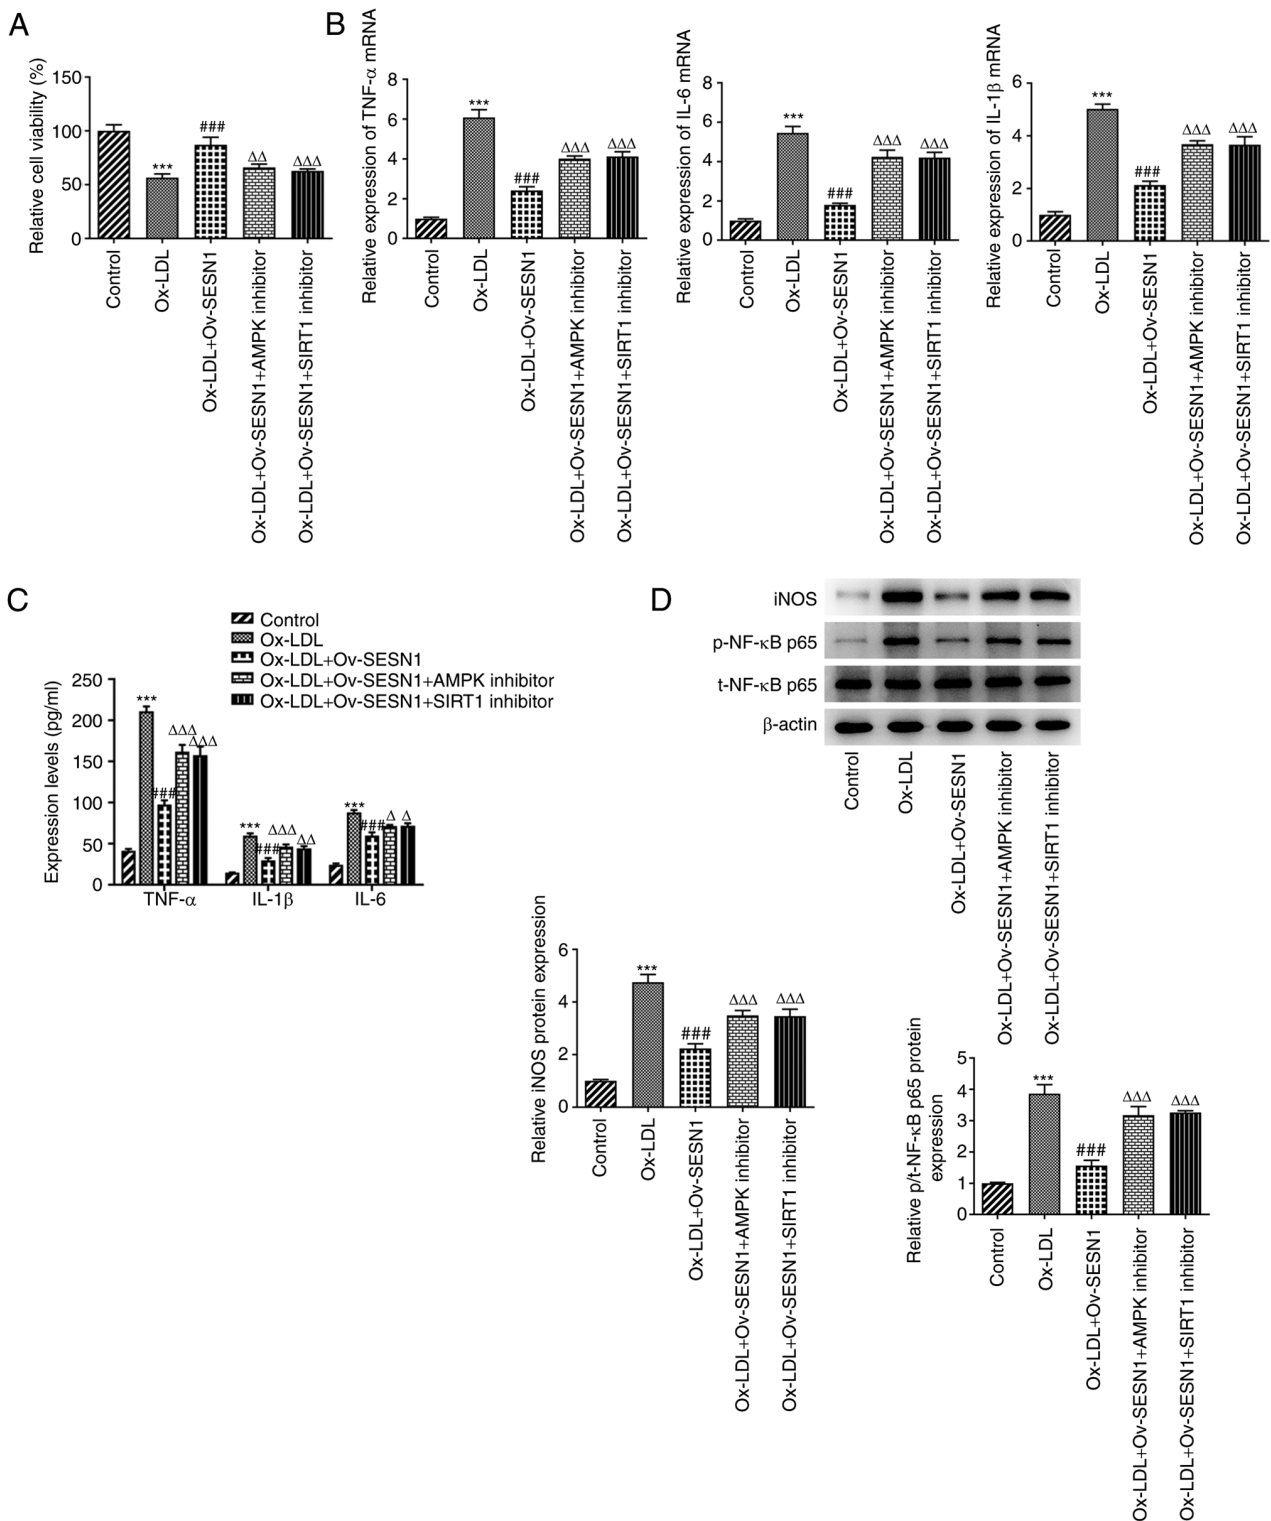 A
Relative cell viability (%)
150
100
50
0
***
###
ΔΔ
ΔΔΔ
Control
Ox-LDL
Ox-LDL+Ov-SESN1
Ox-LDL+Ov-SESN1+AMPK inhibitor
Ox-LDL+Ov-SESN1+SIRT1 inhibitor
B
Relative expression of TNF-α mRNA
8
6
4
2
0
***
###
ΔΔΔ
ΔΔΔ
Control
Ox-LDL
Ox-LDL+Ov-SESN1
Ox-LDL+Ov-SESN1+AMPK inhibitor
Ox-LDL+Ov-SESN1+SIRT1 inhibitor
Relative expression of IL-6 mRNA
8
6
4
2
0
***
###
ΔΔΔ
ΔΔΔ
Control
Ox-LDL
Ox-LDL+Ov-SESN1
Ox-LDL+Ov-SESN1+AMPK inhibitor
Ox-LDL+Ov-SESN1+SIRT1 inhibitor
Relative expression of IL-1β mRNA
6
4
2
0
***
###
ΔΔΔ
ΔΔΔ
Control
Ox-LDL
Ox-LDL+Ov-SESN1
Ox-LDL+Ov-SESN1+AMPK inhibitor
Ox-LDL+Ov-SESN1+SIRT1 inhibitor
C
Control
Ox-LDL
Ox-LDL+Ov-SESN1
Ox-LDL+Ov-SESN1+AMPK inhibitor
Ox-LDL+Ov-SESN1+SIRT1 inhibitor
Expression levels (pg/ml)
250
200
150
100
50
0
***
###
ΔΔΔ
ΔΔΔ
***
###
ΔΔΔ
ΔΔ
***
###
Δ
Δ
TNF-α
IL-1β
IL-6
D
iNOS
p-NF-κB p65
t-NF-κB p65
β-actin
Control
Ox-LDL
Ox-LDL+Ov-SESN1
Ox-LDL+Ov-SESN1+AMPK inhibitor
Ox-LDL+Ov-SESN1+SIRT1 inhibitor
Relative iNOS protein expression
6
4
2
0
***
###
ΔΔΔ
ΔΔΔ
Control
Ox-LDL
Ox-LDL+Ov-SESN1
Ox-LDL+Ov-SESN1+AMPK inhibitor
Ox-LDL+Ov-SESN1+SIRT1 inhibitor
Relative p/t-NF-κB p65 protein
expression
5
4
3
2
1
0
***
###
ΔΔΔ
ΔΔΔ
Control
Ox-LDL
Ox-LDL+Ov-SESN1
Ox-LDL+Ov-SESN1+AMPK inhibitor
Ox-LDL+Ov-SESN1+SIRT1 inhibitor